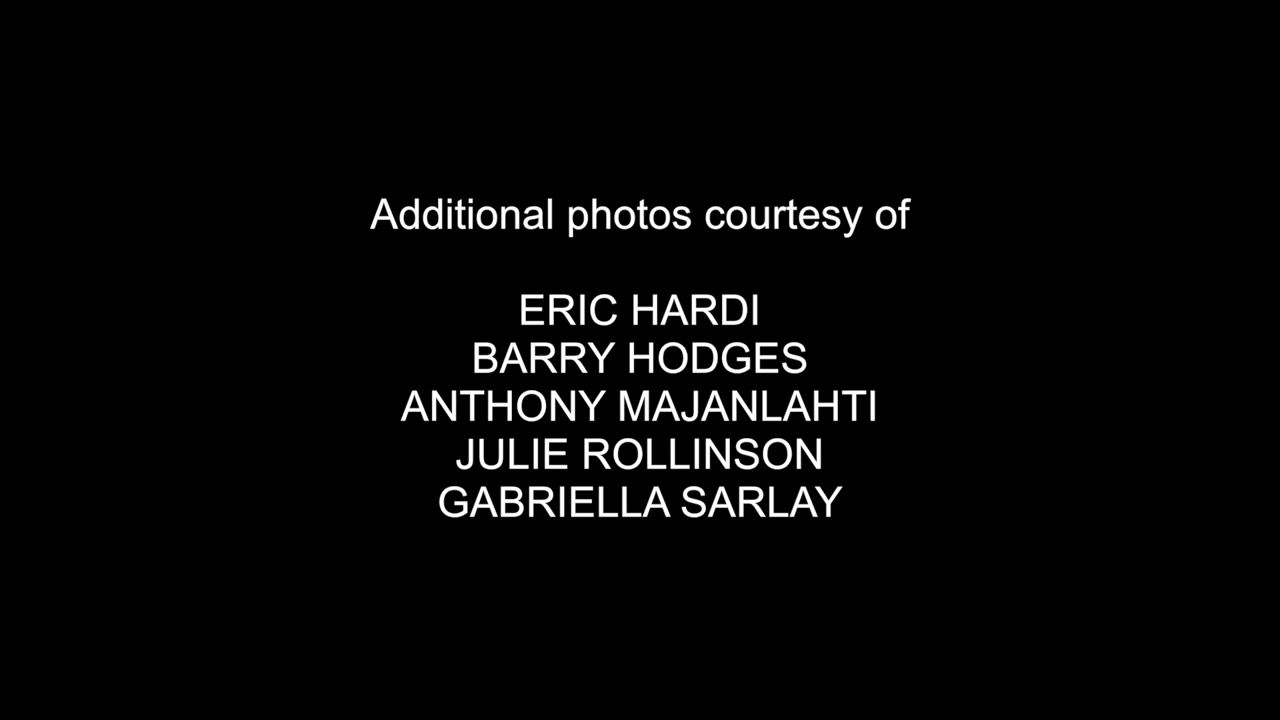 Additional photos courtesy of
ERIC HARDI
BARRY HODGES
ANTHONY MAJANLAHTI
JULIE ROLLINSON
GABRIELLA SARLAY